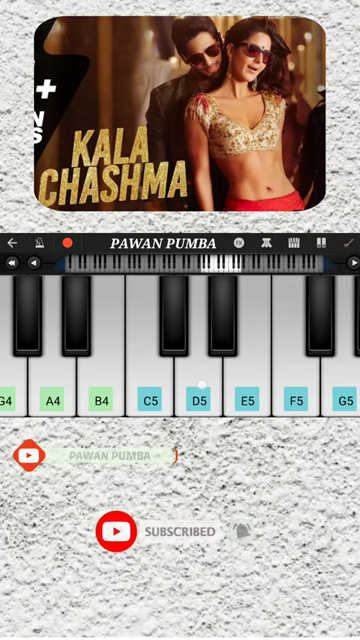 +
N
S
KALA
CHASHMA
PAWAN PUMBA
G4 A4 B4 C5 D5 E5 F5 G5
PAWAN PUMBA
SUBSCRIBED